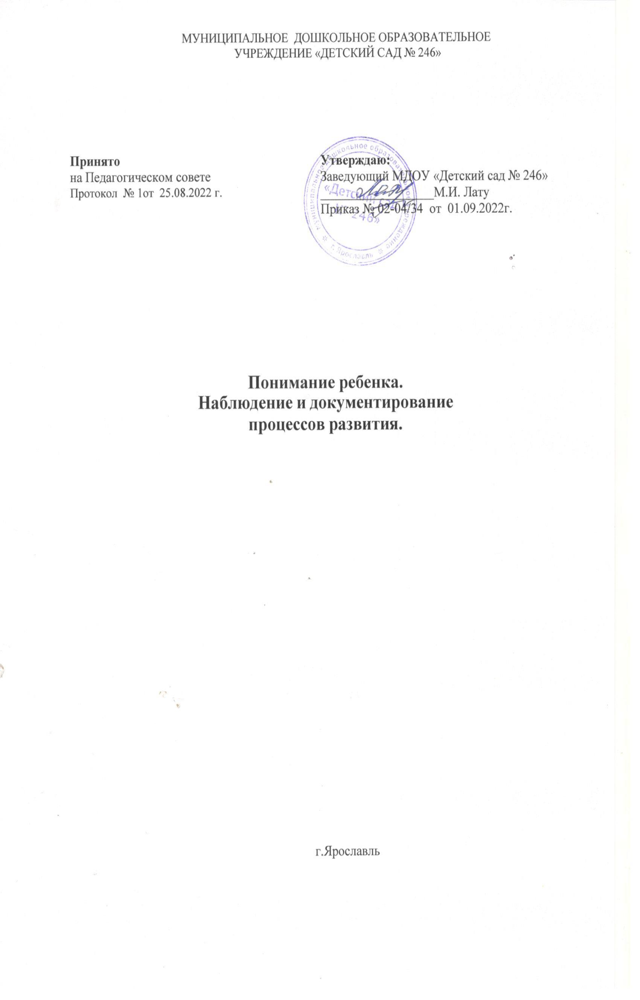 МУНИЦИПАЛЬНОЕ ДОШКОЛЬНОЕ ОБРАЗОВАТЕЛЬНОЕ
УЧРЕЖДЕНИЕ «ДЕТСКИЙ САД № 246»
Принято
на Педагогическом совете
Протокол № 1от 25.08.2022 г.
Утверждаю:
Заведующий МДОУ «Детский сад № 246»
М.И. Лату
Приказ № 02-04/34 от 01.09.2022г.
муниципальное дошкольное образовательное учреждение
г. Ярославль
«Детский сад
№ 246»
Понимание ребенка.
Наблюдение и документирование
процессов развития.
г.Ярославль